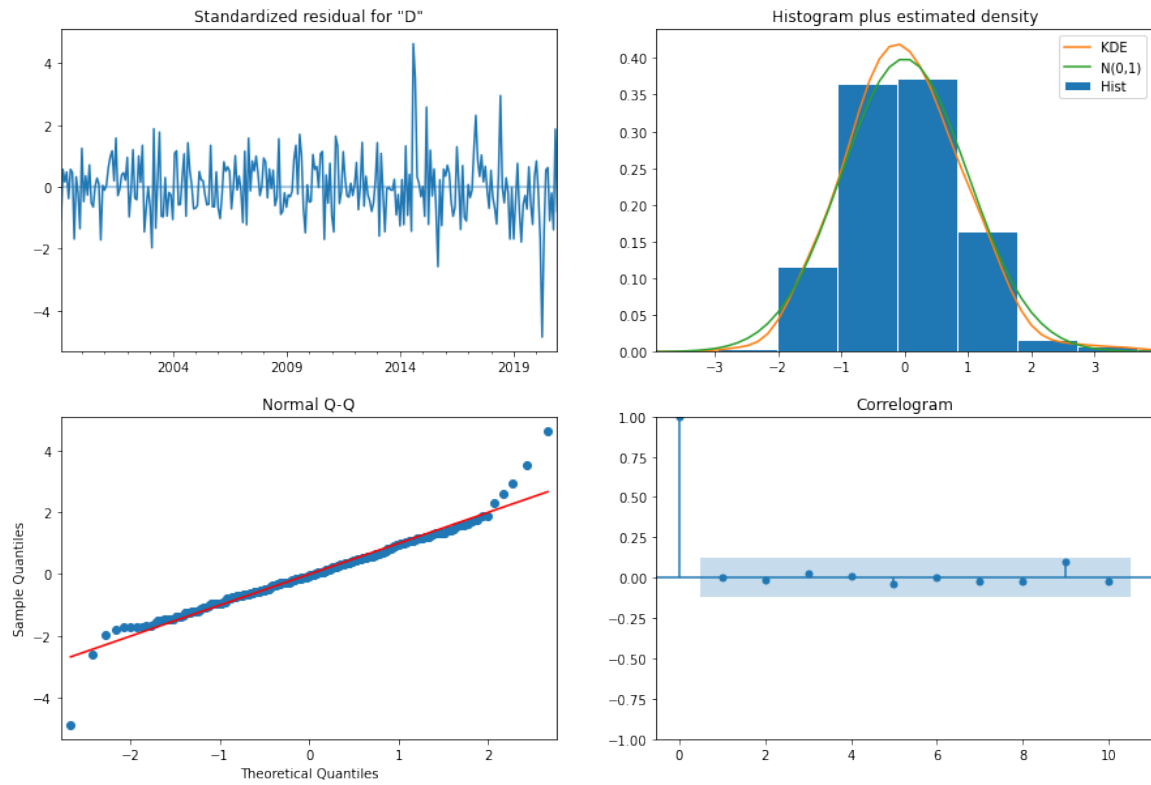 Standardized residual for "D"
4
2
0
−2
−4
2004 2009 2014 2019
Histogram plus estimated density
KDE
N(0,1)
Hist
0.40
0.35
0.30
0.25
0.20
0.15
0.10
0.05
0.00
−3 −2 −1 0 1 2 3
Normal Q-Q
Sample Quantiles
4
2
0
−2
−4
−2 −1 0 1 2
Theoretical Quantiles
Correlogram
1.00
0.75
0.50
0.25
0.00
−0.25
−0.50
−0.75
−1.00
0 2 4 6 8 10